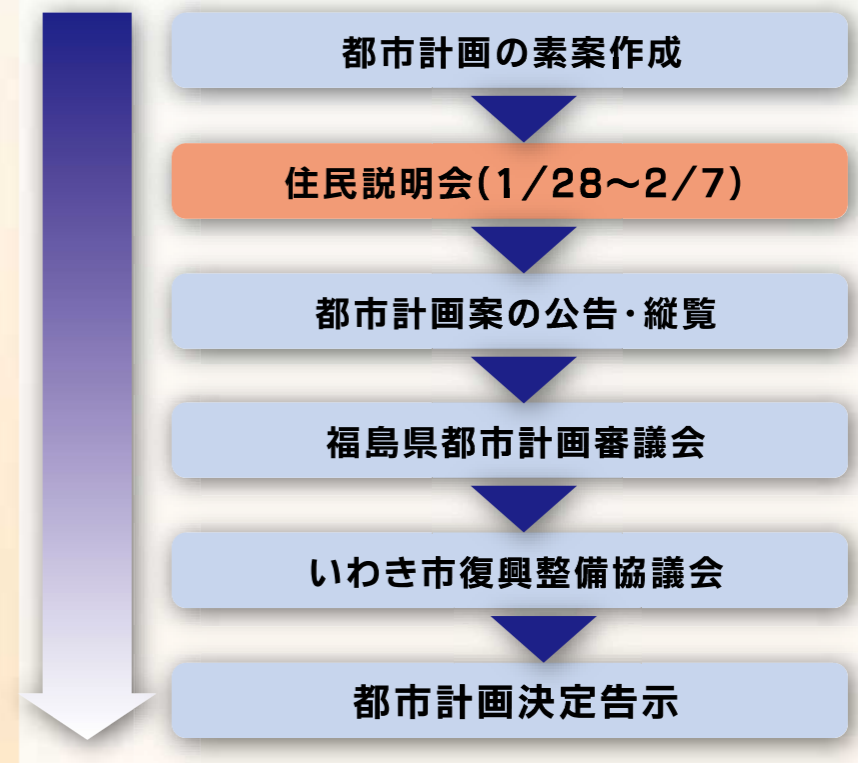 都市計画の素案作成
住民説明会(1/28〜2/7)
都市計画案の公告・縦覧
福島県都市計画審議会
いわき市復興整備協議会
都市計画決定告示